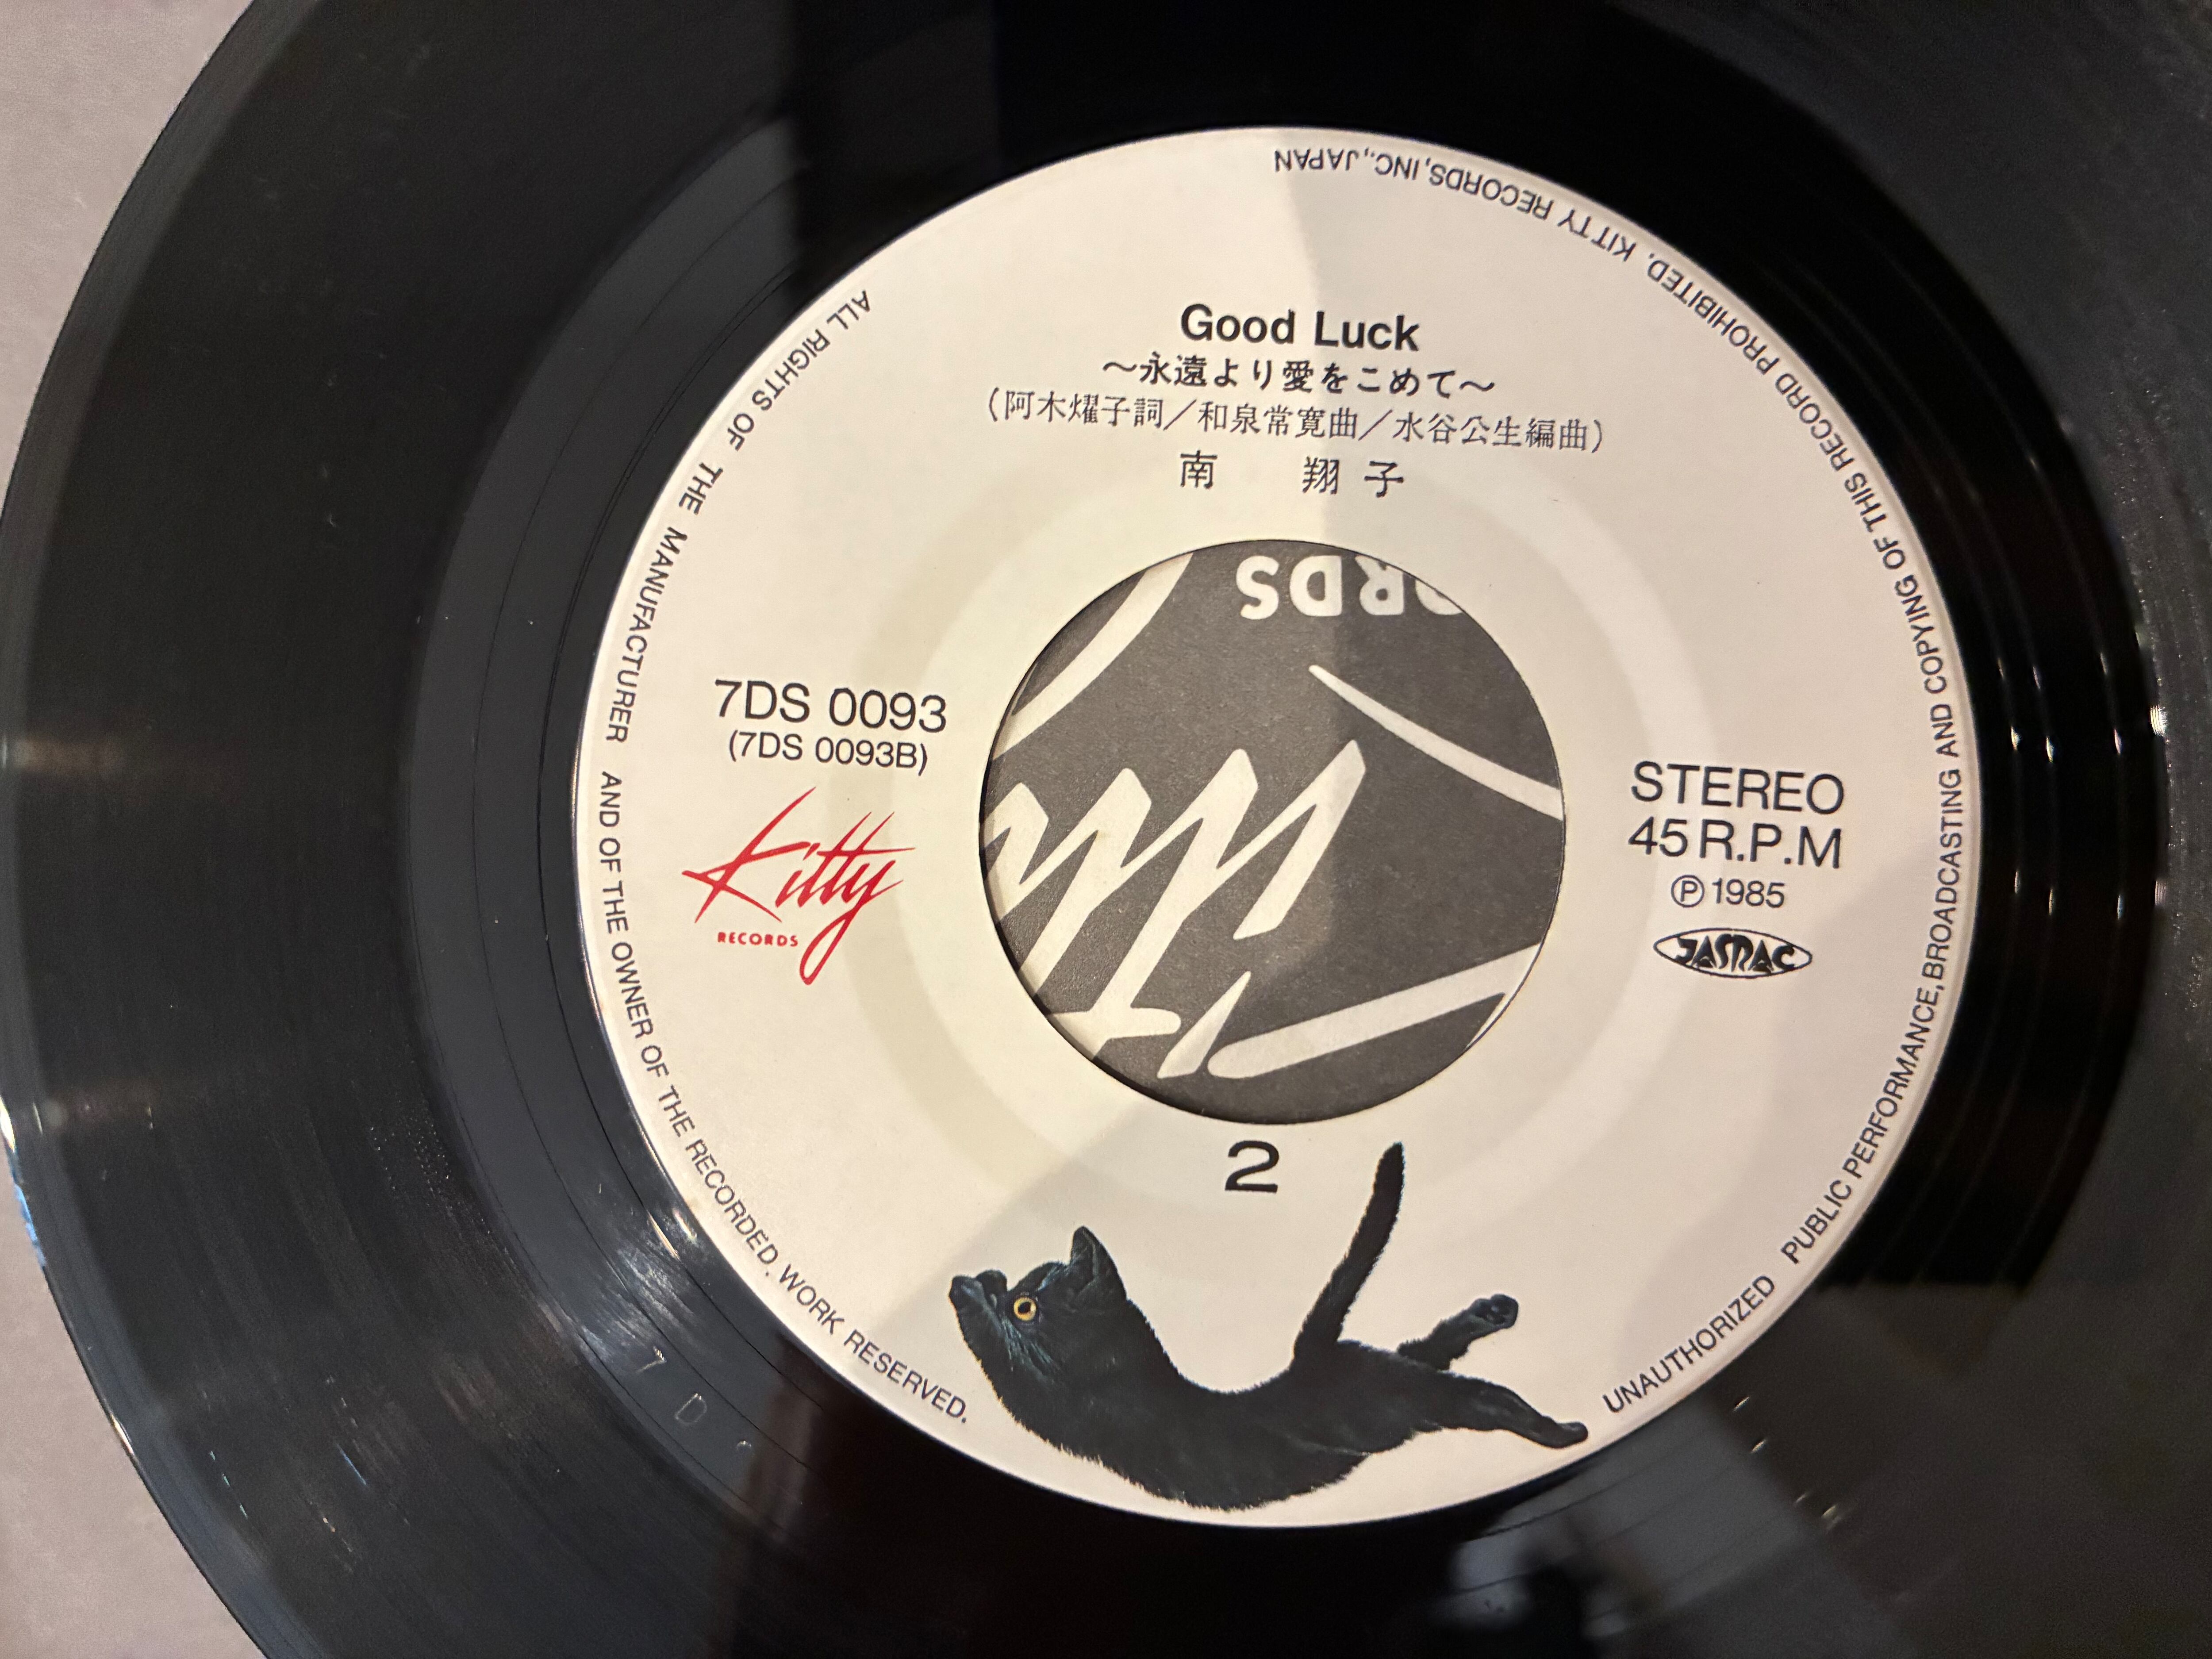 Good Luck
〜永遠より愛をこめて〜
(阿木燿子詞／和泉常寛曲／水谷公生編曲)
南 翔子
7DS 0093
(7DS 0093B)
Kitty
RECORDS
STEREO
45 R.P.M
Ⓟ1985
JASRAC
ORDS
2
ALL RIGHTS OF THE MANUFACTURER AND OF THE OWNER OF THE RECORDED. WORK RESERVED.
UNAUTHORIZED PUBLIC PERFORMANCE, BROADCASTING AND COPYING OF THIS RECORD PROHIBITED. KITTY RECORDS, INC., JAPAN
7 D